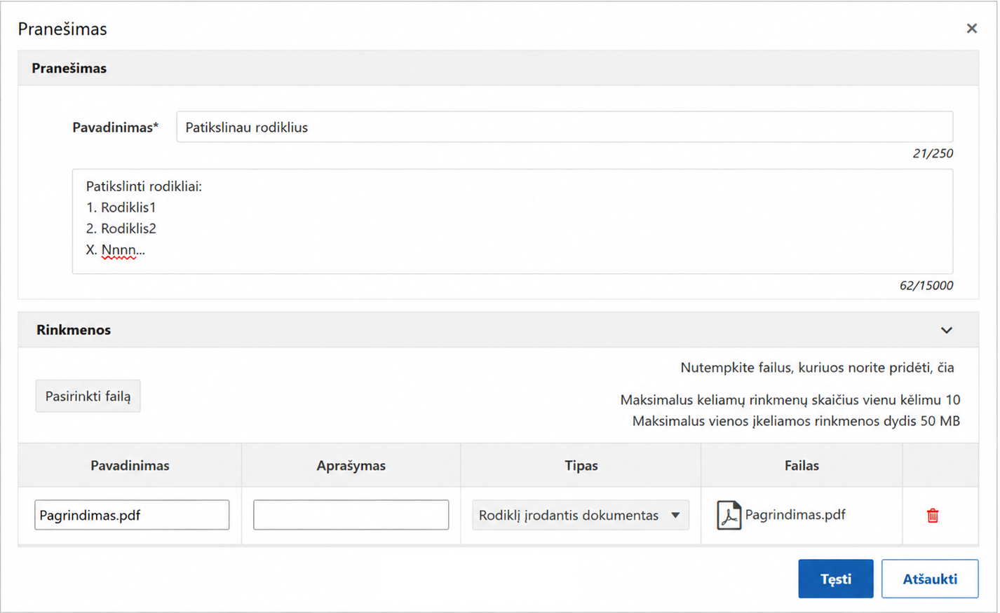 Pranešimas
Pranešimas
Pavadinimas* Patikslinau rodiklius
21/250
Patikslinti rodikliai:
1. Rodiklis1
2. Rodiklis2
X. Nnnn...
62/15000
Rinkmenos
Nutempkite failus, kuriuos norite pridėti, čia
Pasirinkti failą
Maksimalus keliamų rinkmenų skaičius vienu kėlimu 10
Maksimalus vienos įkeliamos rinkmenos dydis 50 MB
Pavadinimas Aprašymas Tipas Failas
Pagrindimas.pdf Rodiklį įrodantis dokumentas Pagrindimas.pdf
Tęsti Atšaukti